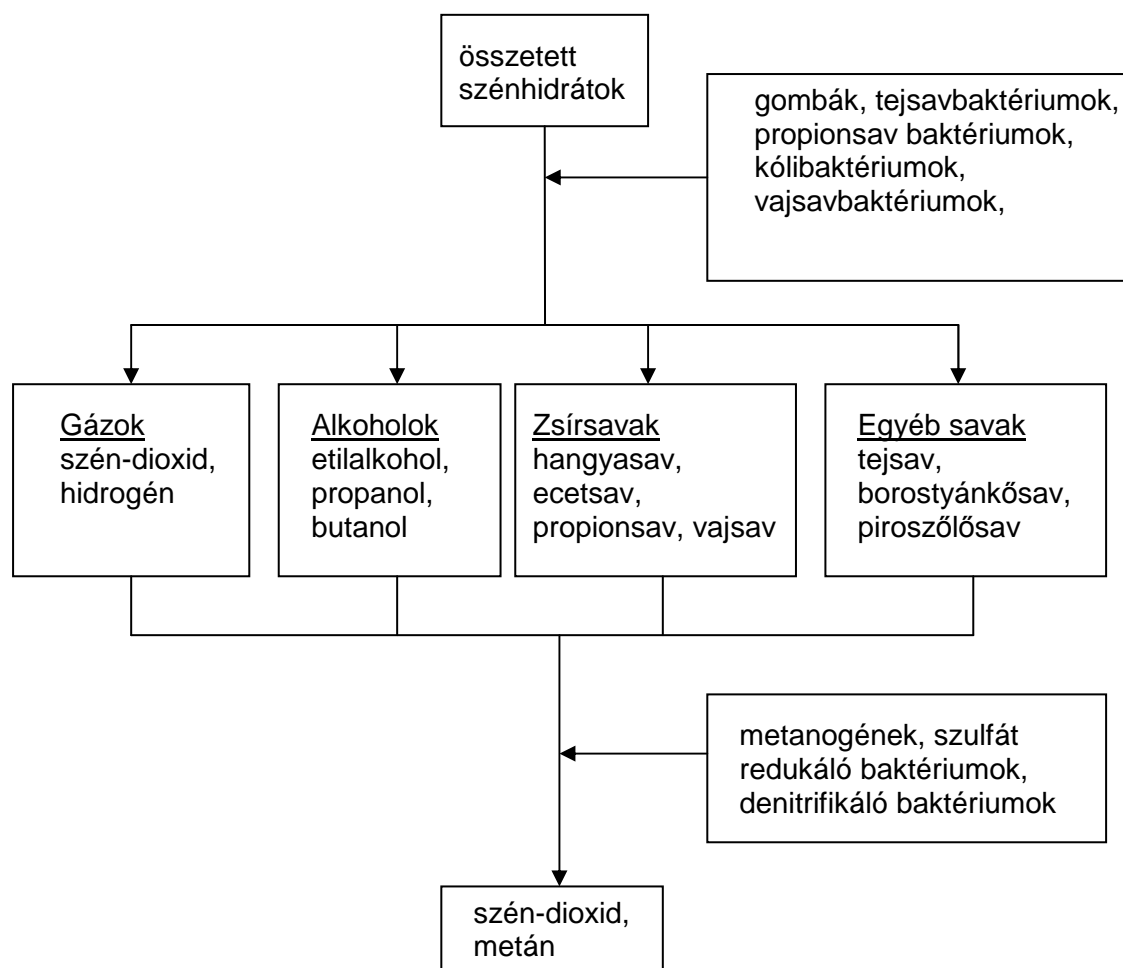 összetett
szénhidrátok
gombák, tejsavbaktériumok,
propionsav baktériumok,
kólibaktériumok,
vajsavbaktériumok,
Gázok
szén-dioxid,
hidrogén
Alkoholok
etilalkohol,
propanol,
butanol
Zsírsavak
hangyasav,
ecetsav,
propionsav, vajsav
Egyéb savak
tejsav,
borostyánkősav,
piroszőlősav
metanogének, szulfát
redukáló baktériumok,
denitrifikáló baktériumok
szén-dioxid,
metán